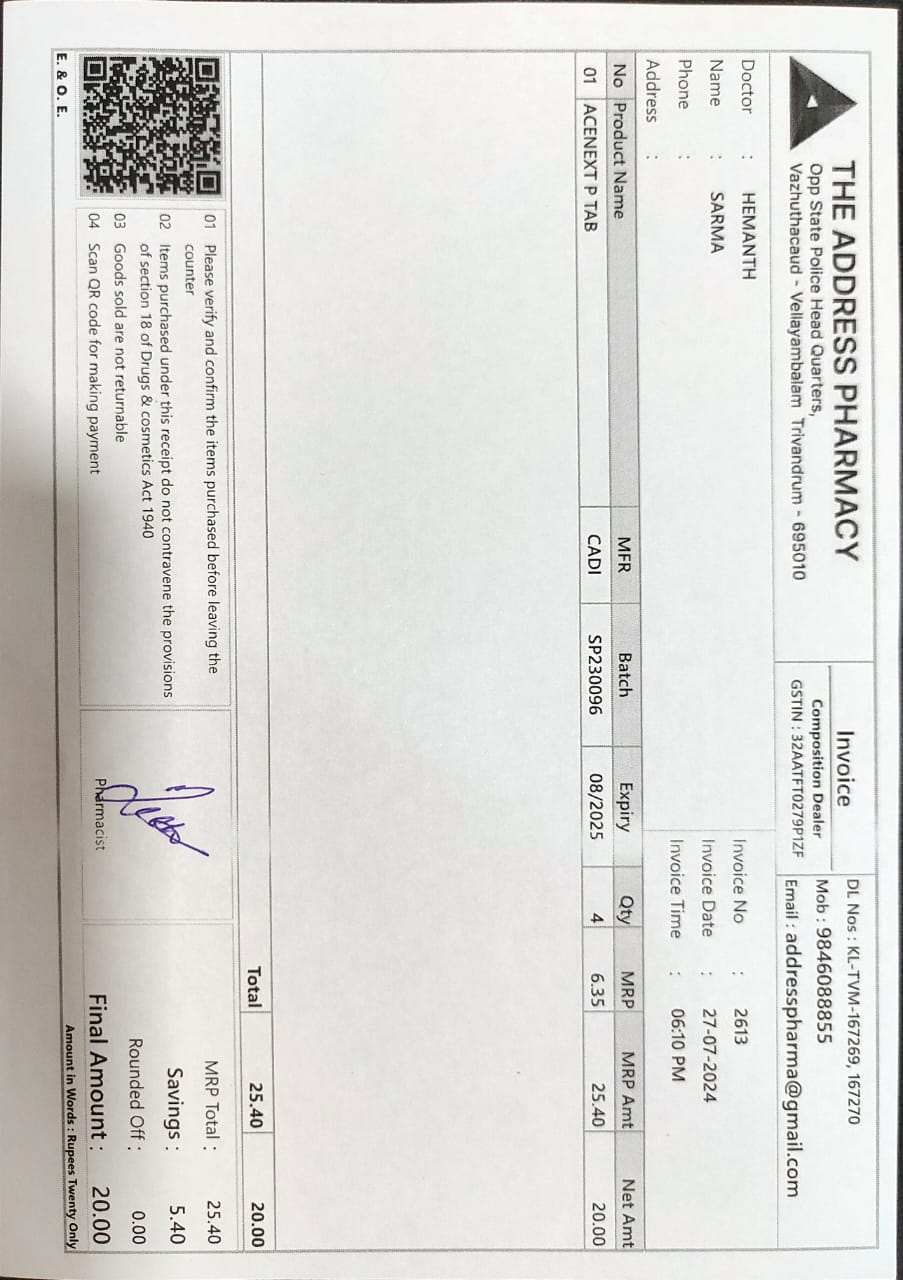 THE ADDRESS PHARMACY
Opp State Police Head Quarters,
Vazhuthacaud - Vellayambalam Trivandrum - 695010
Invoice
Composition Dealer
GSTIN : 32AATFT0279P1ZF
DL Nos : KL-TVM-167269, 167270
Mob : 9846088855
Email : addresspharma@gmail.com
Doctor : HEMANTH
Name : SARMA
Phone :
Address :
Invoice No : 2613
Invoice Date : 27-07-2024
Invoice Time : 06:10 PM
No Product Name MFR Batch Expiry Qty MRP MRP Amt Net Amt
01 ACENEXT P TAB CADI SP230096 08/2025 4 6.35 25.40 20.00
Total 25.40 20.00
01 Please verify and confirm the items purchased before leaving the
counter
02 Items purchased under this receipt do not contravene the provisions
of section 18 of Drugs & cosmetics Act 1940
03 Goods sold are not returnable
04 Scan QR code for making payment
Pharmacist
MRP Total : 25.40
Savings : 5.40
Rounded Off : 0.00
Final Amount : 20.00
Amount in Words : Rupees Twenty Only
E. & O. E.